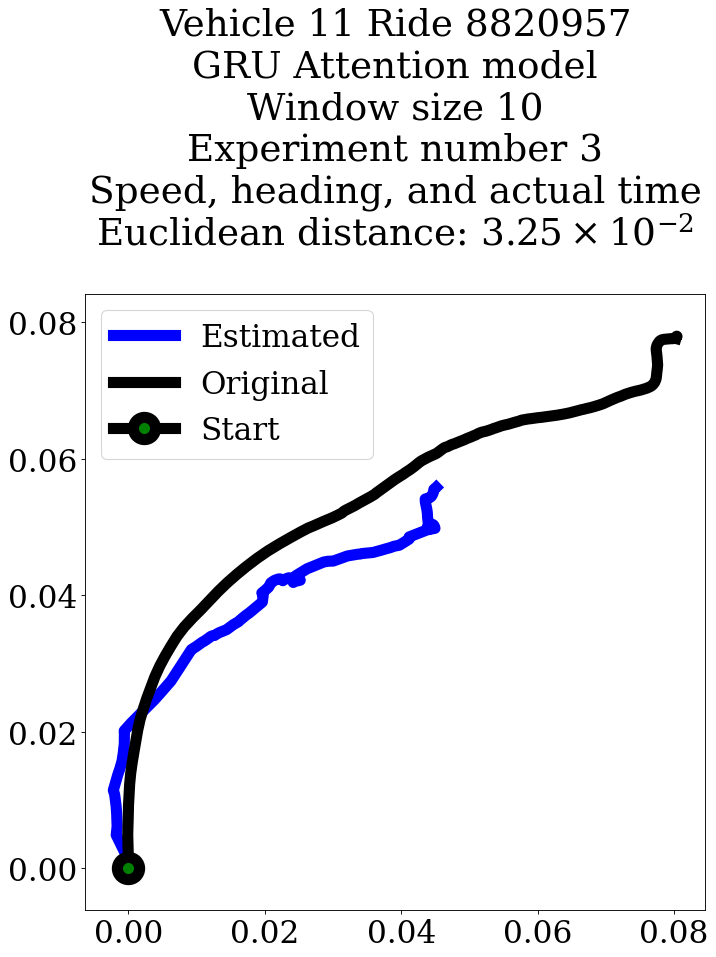 Vehicle 11 Ride 8820957
GRU Attention model
Window size 10
Experiment number 3
Speed, heading, and actual time
Euclidean distance: 3.25 × 10⁻²
Estimated
Original
Start
0.08
0.06
0.04
0.02
0.00
0.00 0.02 0.04 0.06 0.08